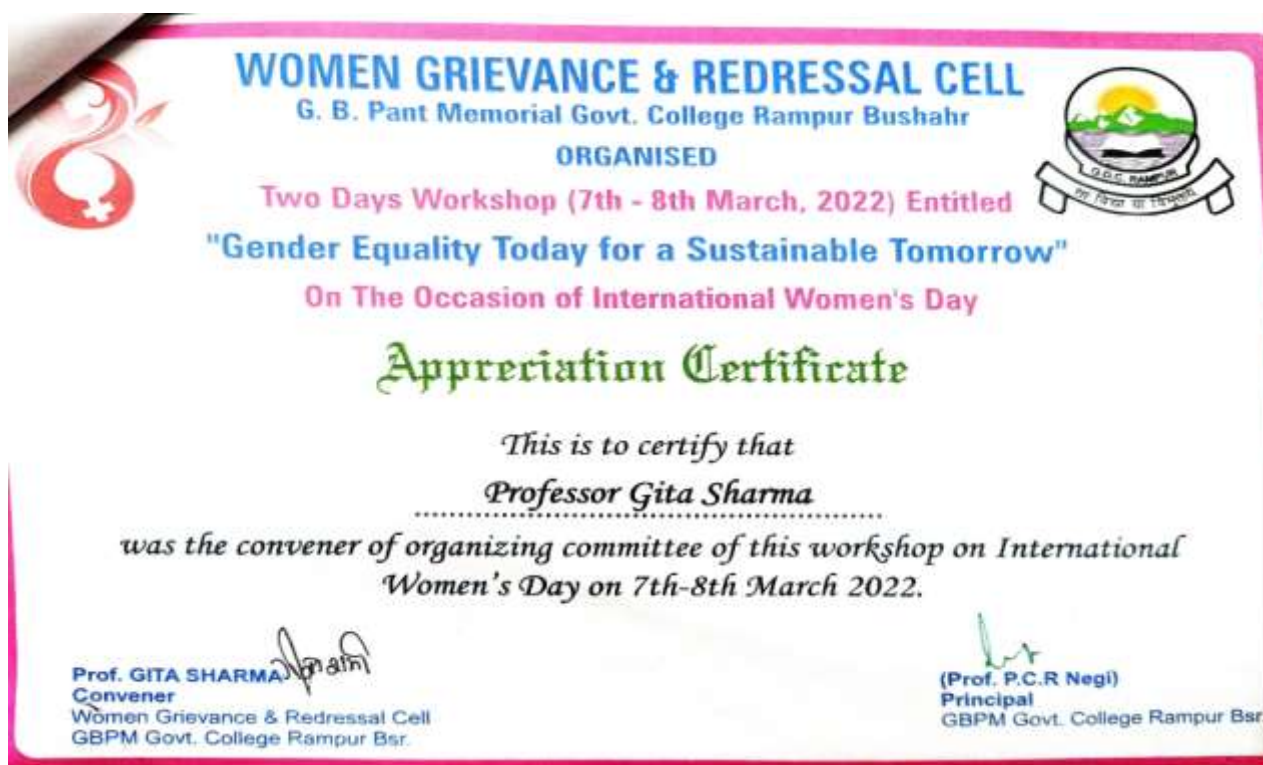 WOMEN GRIEVANCE & REDRESSAL CELL
G. B. Pant Memorial Govt. College Rampur Bushahr
ORGANISED
Two Days Workshop (7th - 8th March, 2022) Entitled
"Gender Equality Today for a Sustainable Tomorrow"
On The Occasion of International Women's Day
G.D.C. RAMPUR
सा विद्या या विमुक्तये
Appreciation Certificate
This is to certify that
Professor Gita Sharma
was the convener of organizing committee of this workshop on International
Women's Day on 7th-8th March 2022.
Prof. GITA SHARMA
Convener
Women Grievance & Redressal Cell
GBPM Govt. College Rampur Bsr.
(Prof. P.C.R Negi)
Principal
GBPM Govt. College Rampur Bsr